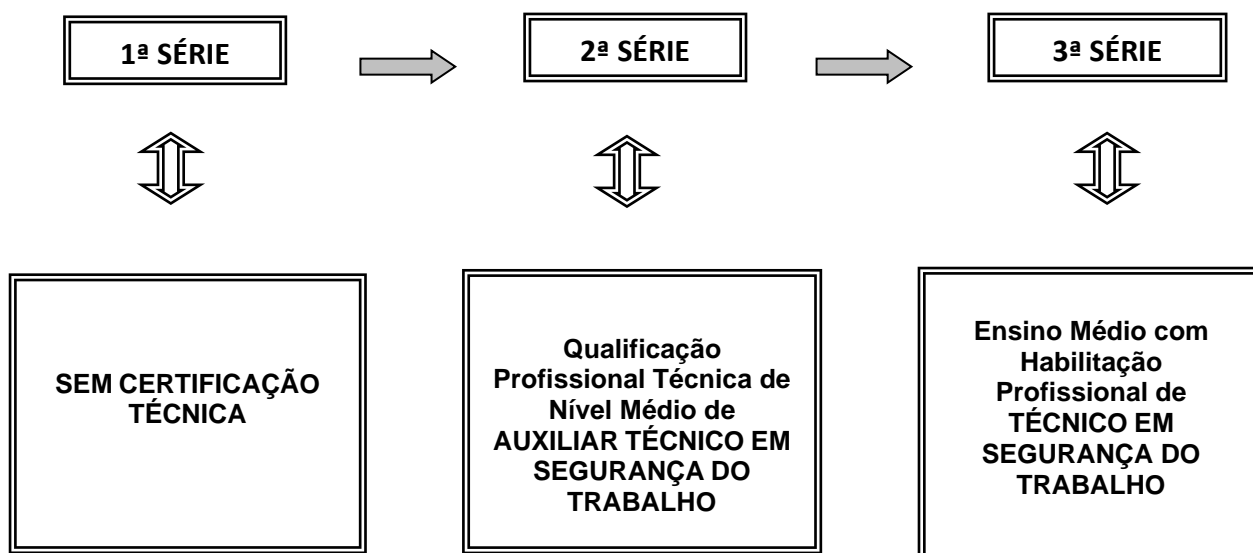 1ª SÉRIE
2ª SÉRIE
3ª SÉRIE
SEM CERTIFICAÇÃO
TÉCNICA
Qualificação
Profissional Técnica de
Nível Médio de
AUXILIAR TÉCNICO EM
SEGURANÇA DO
TRABALHO
Ensino Médio com
Habilitação
Profissional de
TÉCNICO EM
SEGURANÇA DO
TRABALHO